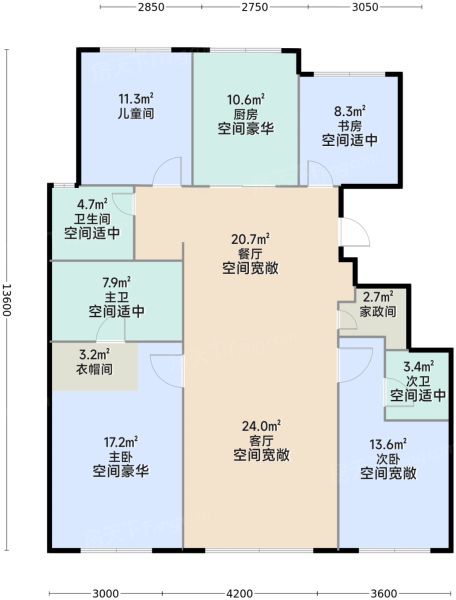 2850
2750
3050
11.3㎡
儿童间
10.6㎡
厨房
空间豪华
8.3㎡
书房
空间适中
4.7㎡
卫生间
空间适中
20.7㎡
餐厅
空间宽敞
7.9㎡
主卫
空间适中
2.7㎡
家政间
13600
3.2㎡
衣帽间
3.4㎡
次卫
空间适中
17.2㎡
主卧
空间豪华
24.0㎡
客厅
空间宽敞
13.6㎡
次卧
空间宽敞
3000
4200
3600